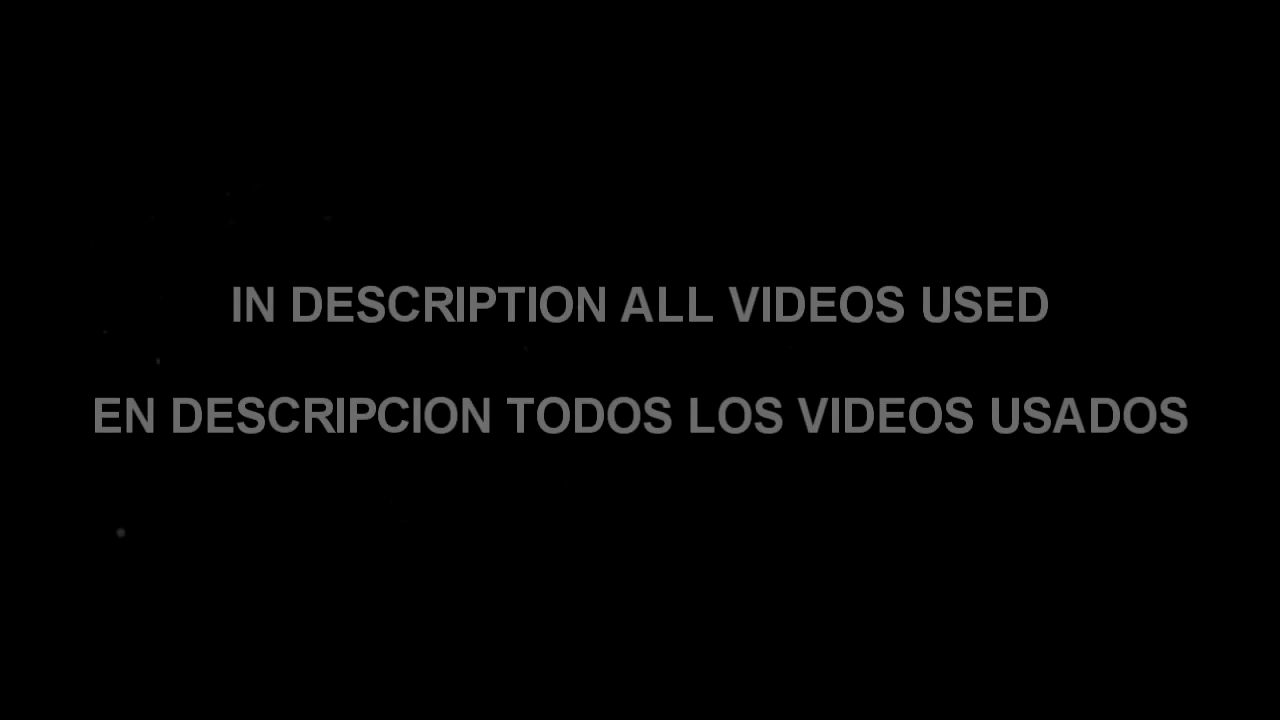 IN DESCRIPTION ALL VIDEOS USED
EN DESCRIPCION TODOS LOS VIDEOS USADOS